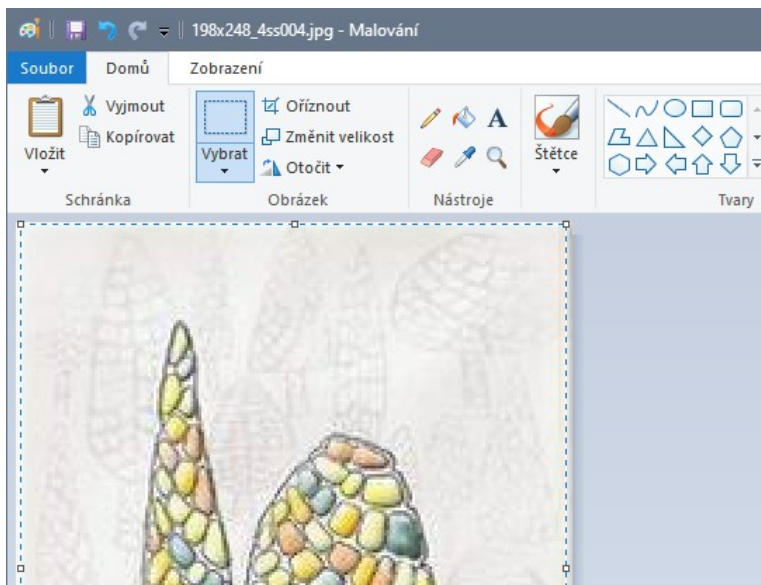 198x248_4ss004.jpg - Malování
Soubor Domů Zobrazení
Vložit
Vyjmout
Kopírovat
Schránka
Vybrat
Oříznout
Změnit velikost
Otočit
Obrázek
A
Nástroje
Štětce
Tvary